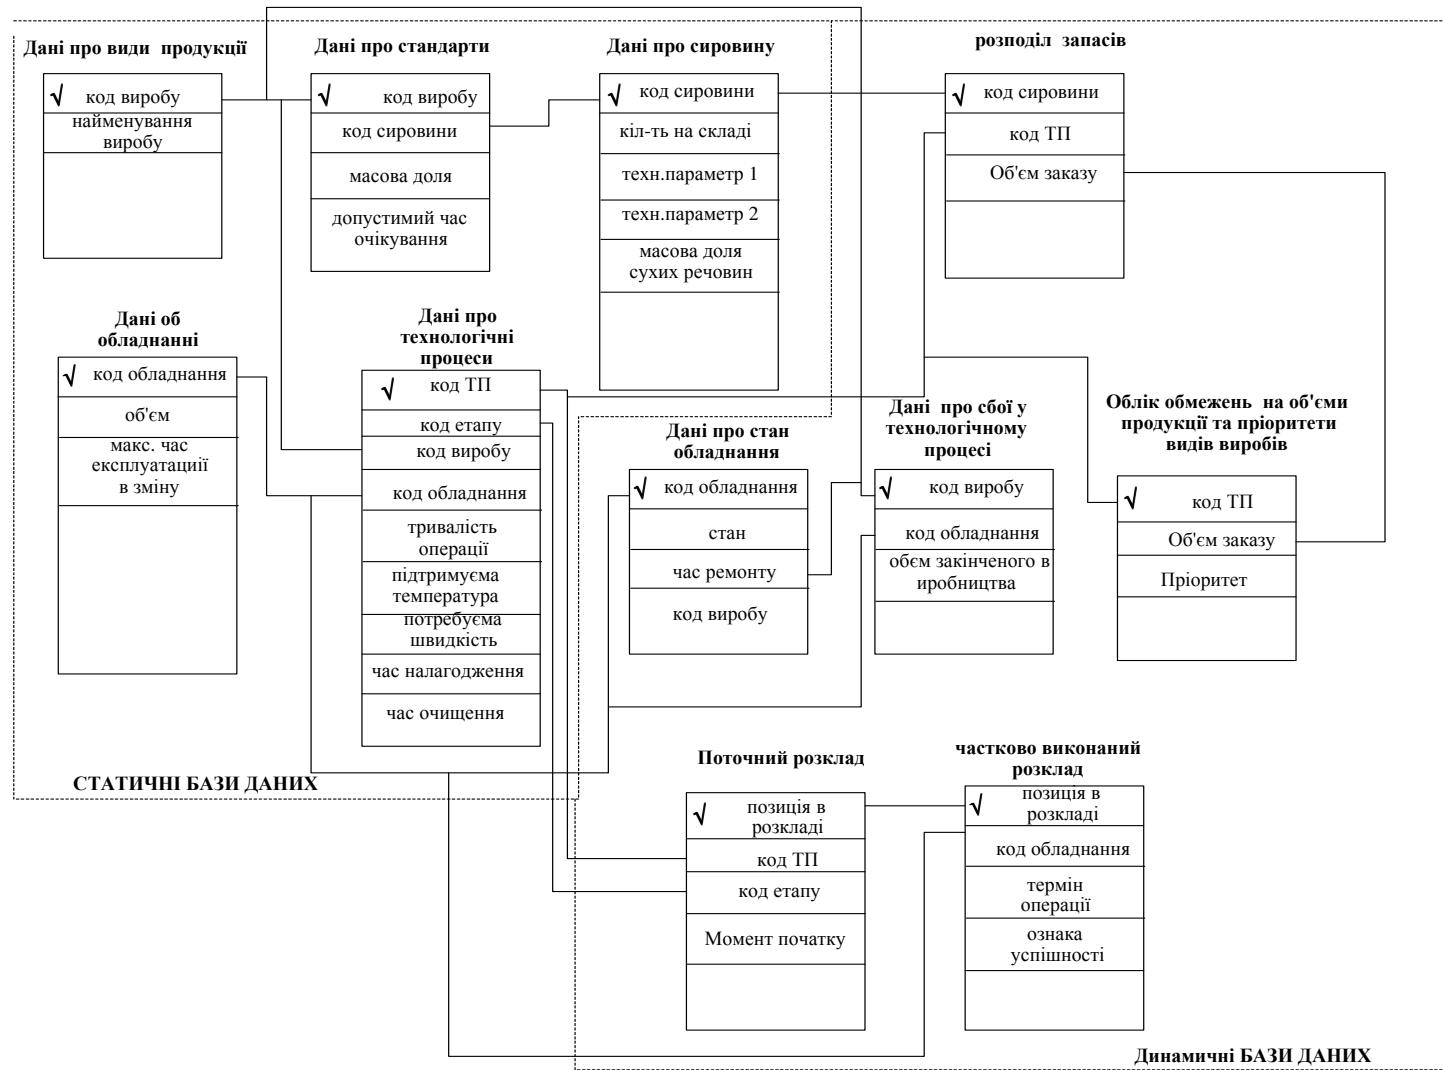 Дані про види продукції
√ код виробу
найменування
виробу
Дані про стандарти
√ код виробу
код сировини
масова доля
допустимий час
очікування
Дані про сировину
√ код сировини
кіл-ть на складі
техн.параметр 1
техн.параметр 2
масова доля
сухих речовин
розподіл запасів
√ код сировини
код ТП
Об'єм заказу
Дані об
обладнанні
√ код обладнання
об'єм
макс. час
експлуатациії
в зміну
Дані про
технологічні
процеси
√ код ТП
код етапу
код виробу
код обладнання
тривалість
операції
підтримуєма
температура
потребуєма
швидкість
час налагодження
час очищення
Дані про стан
обладнання
√ код обладнання
стан
час ремонту
код виробу
Дані про сбої у
технологічному
процесі
√ код виробу
код обладнання
обєм закінченого в
иробництва
Облік обмежень на об'єми
продукції та пріоритети
видів виробів
√ код ТП
Об'єм заказу
Пріоритет
СТАТИЧНІ БАЗИ ДАНИХ
Поточний розклад
√ позиція в
розкладі
код ТП
код етапу
Момент початку
частково виконаний
розклад
√ позиція в
розкладі
код обладнання
термін
операції
ознака
успішності
Динамичні БАЗИ ДАНИХ